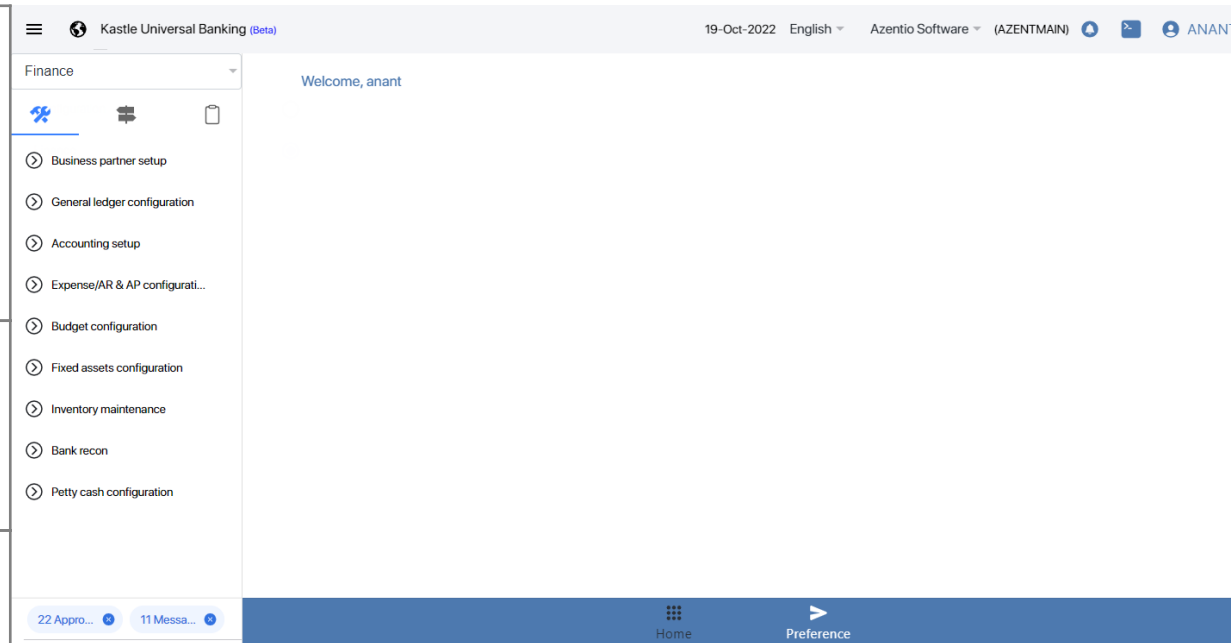 Kastle Universal Banking (Beta) 19-Oct-2022 English Azentio Software (AZENTMAIN) ANANT
Finance
Welcome, anant
Business partner setup
General ledger configuration
Accounting setup
Expense/AR & AP configurati...
Budget configuration
Fixed assets configuration
Inventory maintenance
Bank recon
Petty cash configuration
22 Appro... 11 Messa...
Home Preference